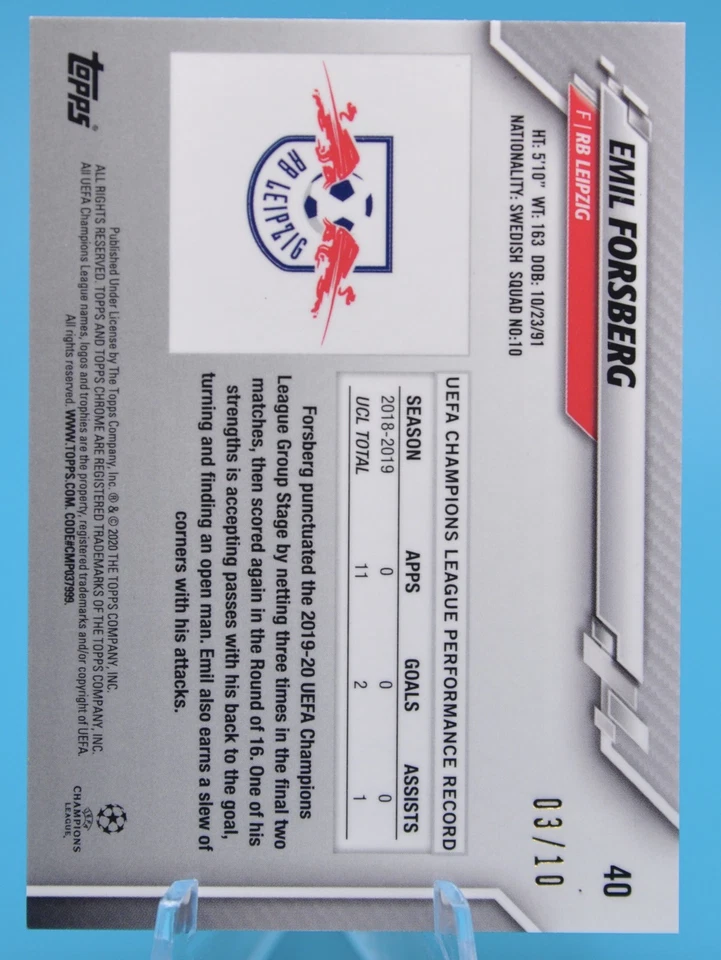 EMIL FORSBERG
40
F | RB LEIPZIG
03/10
HT: 5'10" WT: 163 DOB: 10/23/91
NATIONALITY: SWEDISH SQUAD NO:10
RB LEIPZIG
UEFA CHAMPIONS LEAGUE PERFORMANCE RECORD
SEASON APPS GOALS ASSISTS
2018-2019 0 0 0
UCL TOTAL 11 2 1
Forsberg punctuated the 2019-20 UEFA Champions
League Group Stage by netting three times in the final two
matches, then scored again in the Round of 16. One of his
strengths is accepting passes with his back to the goal,
turning and finding an open man. Emil also earns a slew of
corners with his attacks.
topps®
Published Under License by The Topps Company, Inc. ® & © 2020 THE TOPPS COMPANY, INC.
ALL RIGHTS RESERVED. TOPPS AND TOPPS CHROME ARE REGISTERED TRADEMARKS OF THE TOPPS COMPANY, INC.
All UEFA Champions League names, logos and trophies are the property, registered trademarks and/or copyright of UEFA.
All rights reserved. WWW.TOPPS.COM. CODE#CMP037999.
UEFA
CHAMPIONS
LEAGUE